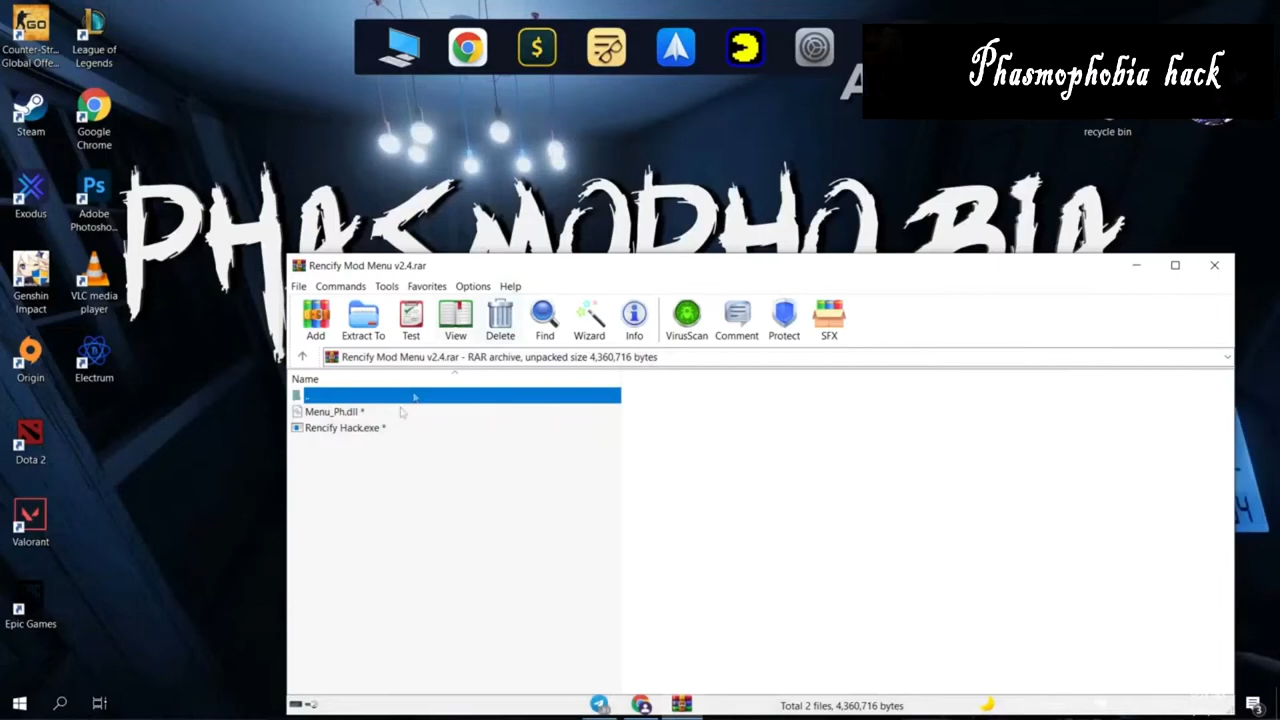 Counter-Str...
Global Offe...
League of
Legends
Steam
Google
Chrome
Exodus
Adobe
Photosho...
Genshin
Impact
VLC media
player
Origin
Electrum
Dota 2
Valorant
Epic Games
Phasmophobia hack
recycle bin
PHASMOPHOBIA
Rencify Mod Menu v2.4.rar
File Commands Tools Favorites Options Help
Add Extract To Test View Delete Find Wizard Info VirusScan Comment Protect SFX
Rencify Mod Menu v2.4.rar - RAR archive, unpacked size 4,360,716 bytes
Name
..
Menu_Ph.dll *
Rencify Hack.exe *
Total 2 files, 4,360,716 bytes
3